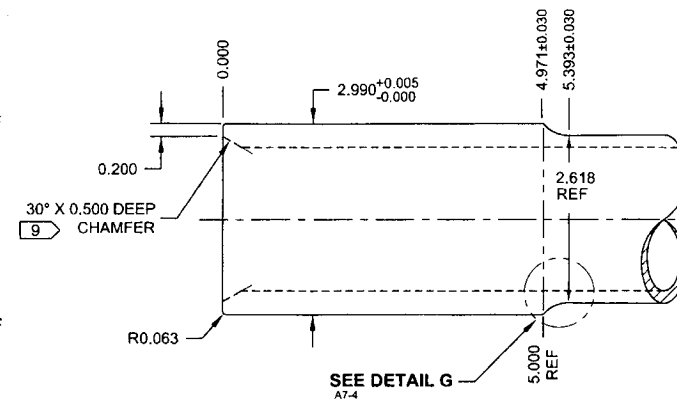 0.000
4.971±0.030
5.393±0.030
2.990 +0.005
-0.000
0.200
2.618
REF
30° X 0.500 DEEP
9 CHAMFER
R0.063
5.000
REF
SEE DETAIL G
A7-4